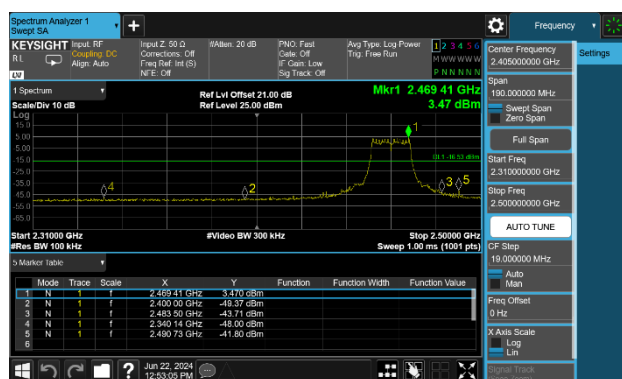 Spectrum Analyzer 1
Swept SA
+
Frequency
KEYSIGHT Input: RF Input Z: 50 Ω #Atten: 20 dB PNO: Fast Avg Type: Log Power 1 2 3 4 5 6
R L Coupling: DC Corrections: Off Gate: Off Trig: Free Run M W W W W W
Align: Auto Freq Ref: Int (S) IF Gain: Low
NFE: Off Sig Track: Off P N N N N N
LXI
1 Spectrum
Ref Lvl Offset 21.00 dB
Mkr1 2.469 41 GHz
Scale/Div 10 dB
Ref Level 25.00 dBm
3.47 dBm
Log
15.0
5.00
-5.00
-15.0
-25.0
-35.0
-45.0
-55.0
-65.0
1
DL1 -16.53 dBm
4
2
3
5
Start 2.31000 GHz
#Video BW 300 kHz
Stop 2.50000 GHz
#Res BW 100 kHz
Sweep 1.00 ms (1001 pts)
5 Marker Table
Mode Trace Scale X Y Function Function Width Function Value
1 N 1 f 2.469 41 GHz 3.470 dBm
2 N 1 f 2.400 00 GHz -49.37 dBm
3 N 1 f 2.483 50 GHz -43.71 dBm
4 N 1 f 2.340 14 GHz -48.00 dBm
5 N 1 f 2.490 73 GHz -41.80 dBm
6
?
Jun 22, 2024
12:53:05 PM
Center Frequency
2.405000000 GHz
Span
190.000000 MHz
Swept Span
Zero Span
Full Span
Start Freq
2.310000000 GHz
Stop Freq
2.500000000 GHz
AUTO TUNE
CF Step
19.000000 MHz
Auto
Man
Freq Offset
0 Hz
X Axis Scale
Log
Lin
Signal Track
Settings